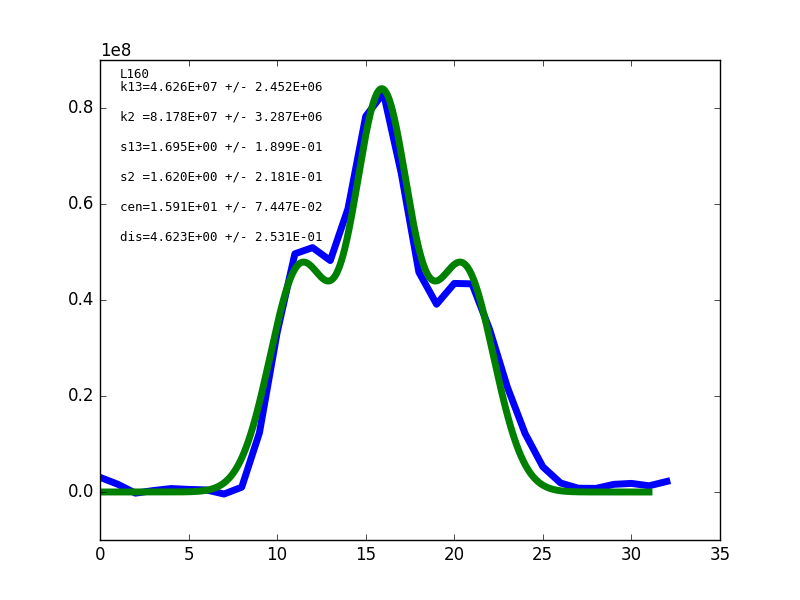 1e8
L160
k13=4.626E+07 +/- 2.452E+06
k2 =8.178E+07 +/- 3.287E+06
s13=1.695E+00 +/- 1.899E-01
s2 =1.620E+00 +/- 2.181E-01
cen=1.591E+01 +/- 7.447E-02
dis=4.623E+00 +/- 2.531E-01
0.8
0.6
0.4
0.2
0.0
0 5 10 15 20 25 30 35